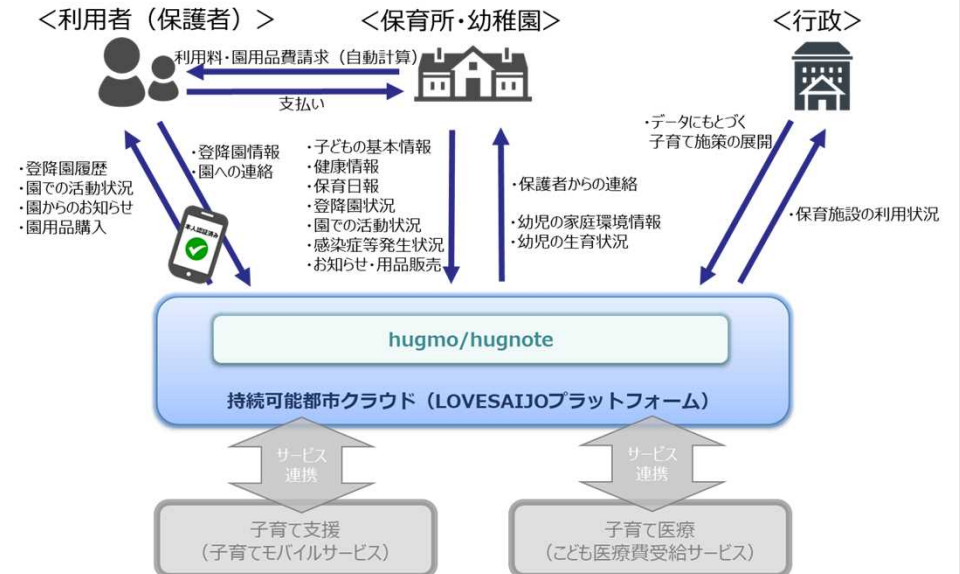 ＜利用者（保護者）＞
＜保育所・幼稚園＞
＜行政＞
利用料・園用品費請求（自動計算）
支払い
・登降園履歴
・園での活動状況
・園からのお知らせ
・園用品購入
・登降園情報
・園への連絡
本人認証済み
・子どもの基本情報
・健康情報
・保育日報
・登降園状況
・園での活動状況
・感染症等発生状況
・お知らせ・用品販売
・保護者からの連絡
・幼児の家庭環境情報
・幼児の生育状況
・データにもとづく
子育て施策の展開
・保育施設の利用状況
hugmo/hugnote
持続可能都市クラウド（LOVESAIJOプラットフォーム）
サービス
連携
サービス
連携
子育て支援
（子育てモバイルサービス）
子育て医療
（こども医療費受給サービス）